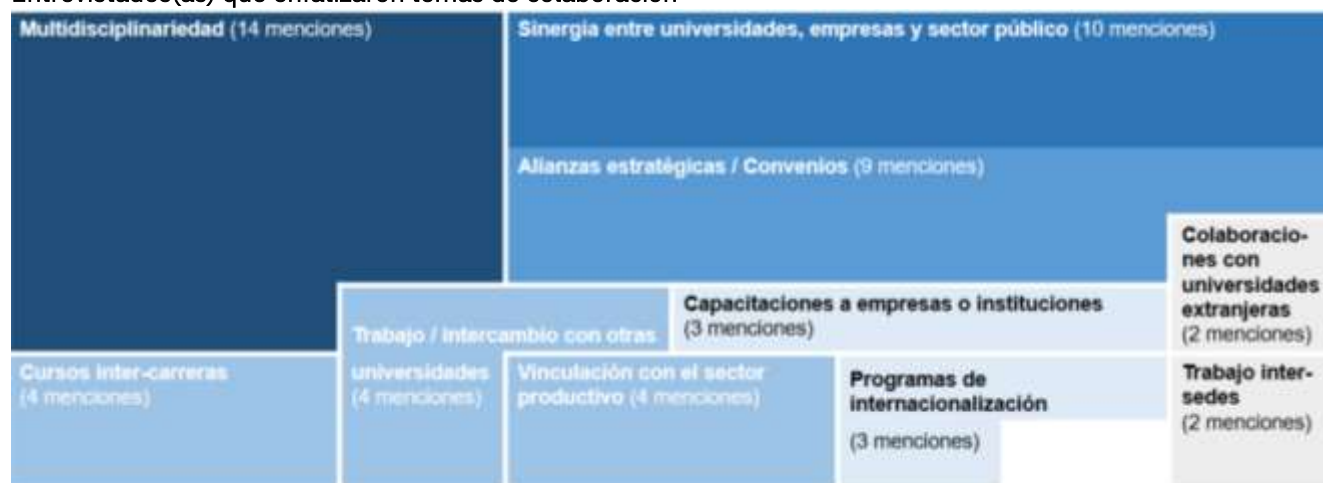 Entrevistados(as) que enfatizaron temas de colaboración
Multidisciplinariedad (14 menciones)
Sinergia entre universidades, empresas y sector público (10 menciones)
Alianzas estratégicas / Convenios (9 menciones)
Colaboracio-
nes con
universidades
extranjeras
(2 menciones)
Capacitaciones a empresas o instituciones
(3 menciones)
Trabajo / intercambio con otras
universidades
(4 menciones)
Cursos inter-carreras
(4 menciones)
Vinculación con el sector
productivo (4 menciones)
Programas de
internacionalización
(3 menciones)
Trabajo inter-
sedes
(2 menciones)